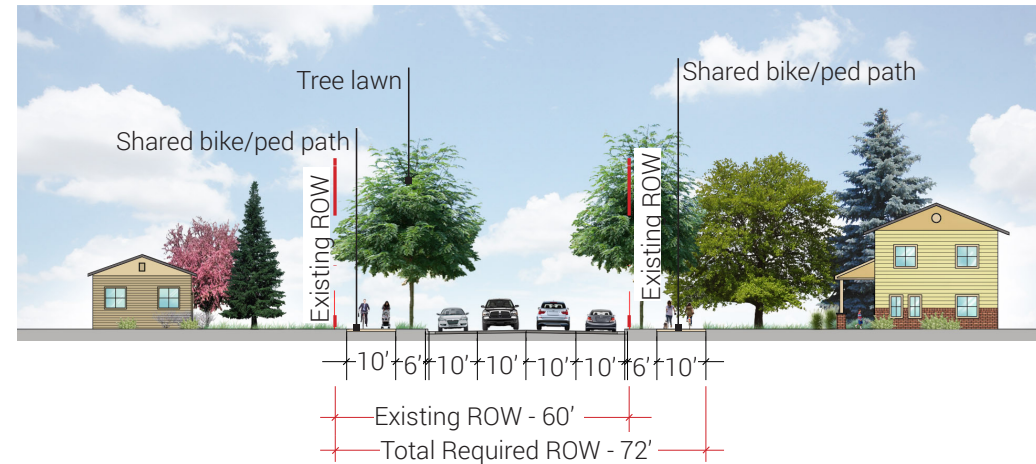 Tree lawn
Shared bike/ped path
Shared bike/ped path
Existing ROW
Existing ROW
10’ 6’ 10’ 10’ 10’ 10’ 6’ 10’
Existing ROW - 60’
Total Required ROW - 72’